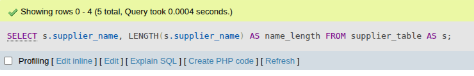 Showing rows 0 - 4 (5 total, Query took 0.0004 seconds.)
SELECT s.supplier_name, LENGTH(s.supplier_name) AS name_length FROM supplier_table AS s;
Profiling [ Edit inline ] [ Edit ] [ Explain SQL ] [ Create PHP code ] [ Refresh ]